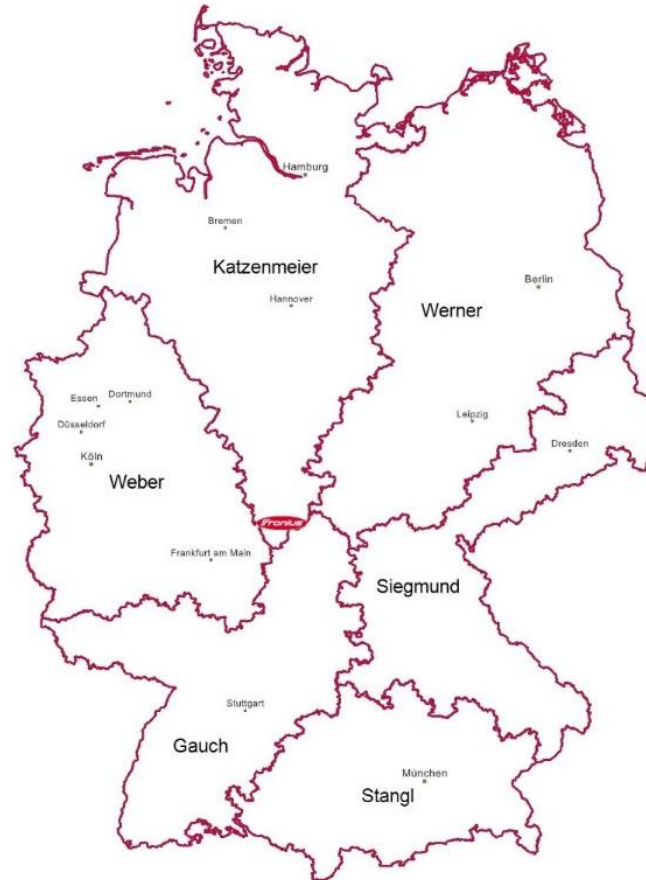 Hamburg
Bremen
Katzenmeier
Hannover
Berlin
Werner
Essen
Dortmund
Düsseldorf
Leipzig
Köln
Dresden
Weber
Fronius
Frankfurt am Main
Siegmund
Stuttgart
Gauch
München
Stangl